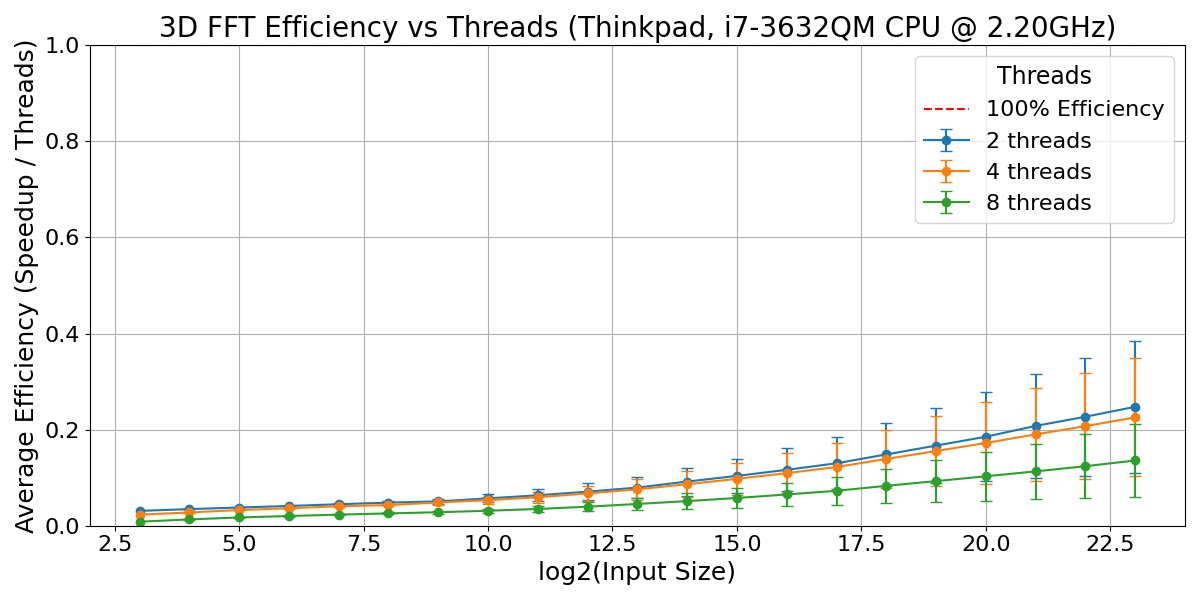 3D FFT Efficiency vs Threads (Thinkpad, i7-3632QM CPU @ 2.20GHz)
Average Efficiency (Speedup / Threads)
1.0
0.8
0.6
0.4
0.2
0.0
Threads
100% Efficiency
2 threads
4 threads
8 threads
2.5 5.0 7.5 10.0 12.5 15.0 17.5 20.0 22.5
log2(Input Size)